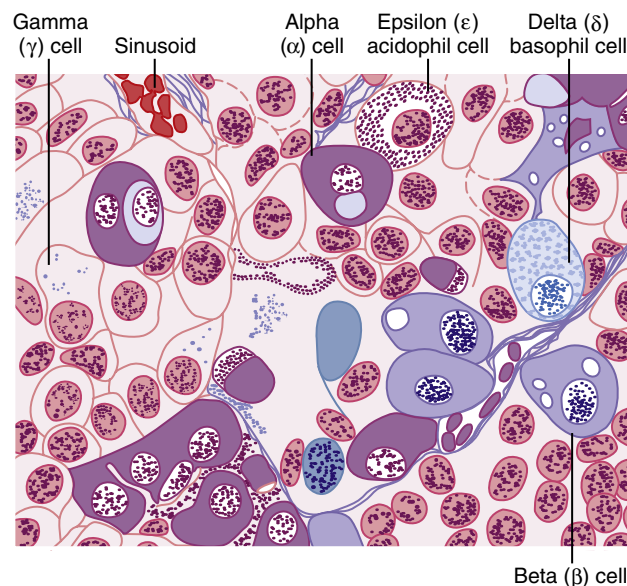 Gamma
(γ) cell
Sinusoid
Alpha
(α) cell
Epsilon (ε)
acidophil cell
Delta (δ)
basophil cell
Beta (β) cell